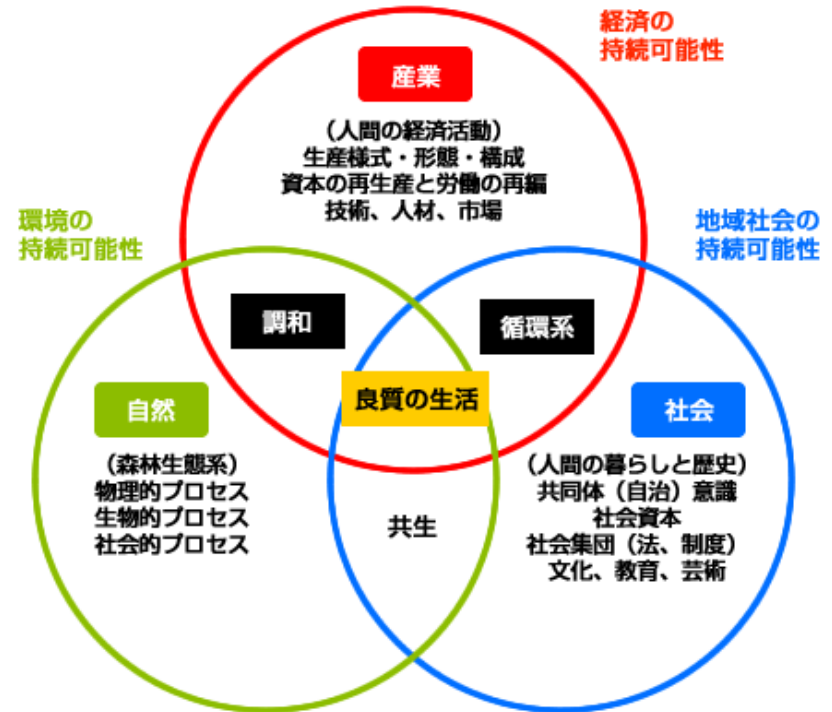 経済の
持続可能性
産業
（人間の経済活動）
生産様式・形態・構成
資本の再生産と労働の再編
技術、人材、市場
環境の
持続可能性
地域社会の
持続可能性
調和
循環系
良質の生活
自然
（森林生態系）
物理的プロセス
生物的プロセス
社会的プロセス
共生
社会
（人間の暮らしと歴史）
共同体（自治）意識
社会資本
社会集団（法、制度）
文化、教育、芸術